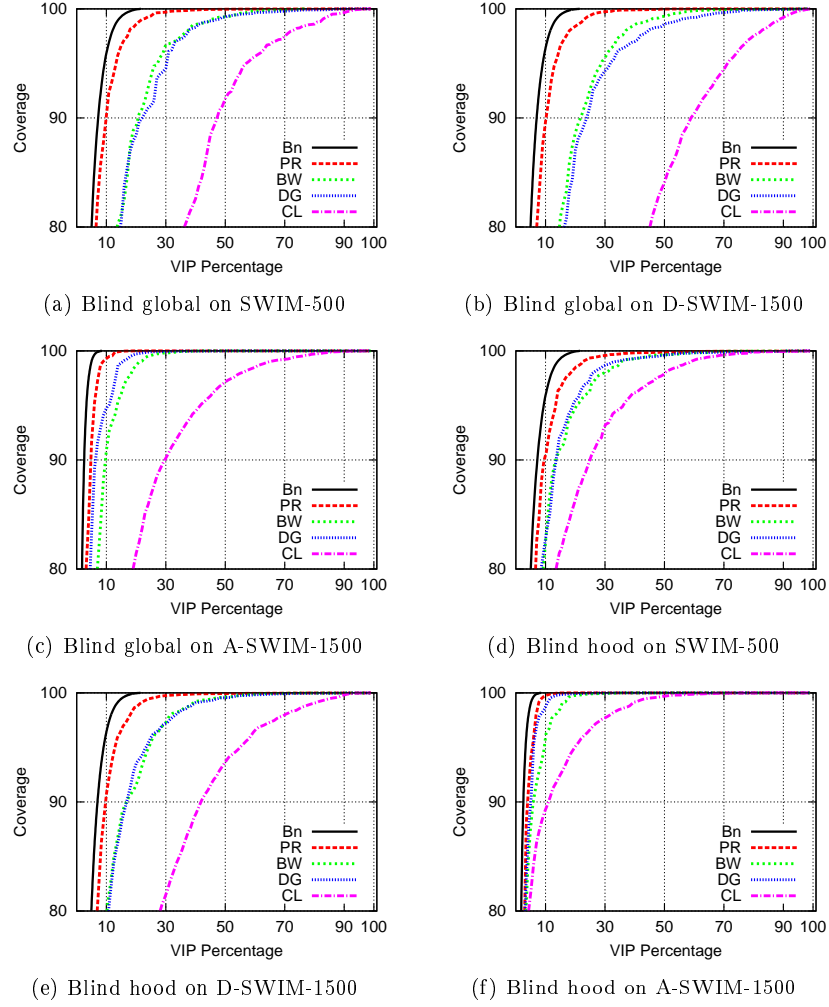 100
90
80
Coverage
Bn
PR
BW
DG
CL
10 30 50 70 90 100
VIP Percentage
(a) Blind global on SWIM-500
100
90
80
Coverage
Bn
PR
BW
DG
CL
10 30 50 70 90 100
VIP Percentage
(b) Blind global on D-SWIM-1500
100
90
80
Coverage
Bn
PR
BW
DG
CL
10 30 50 70 90 100
VIP Percentage
(c) Blind global on A-SWIM-1500
100
90
80
Coverage
Bn
PR
BW
DG
CL
10 30 50 70 90 100
VIP Percentage
(d) Blind hood on SWIM-500
100
90
80
Coverage
Bn
PR
BW
DG
CL
10 30 50 70 90 100
VIP Percentage
(e) Blind hood on D-SWIM-1500
100
90
80
Coverage
Bn
PR
BW
DG
CL
10 30 50 70 90 100
VIP Percentage
(f) Blind hood on A-SWIM-1500